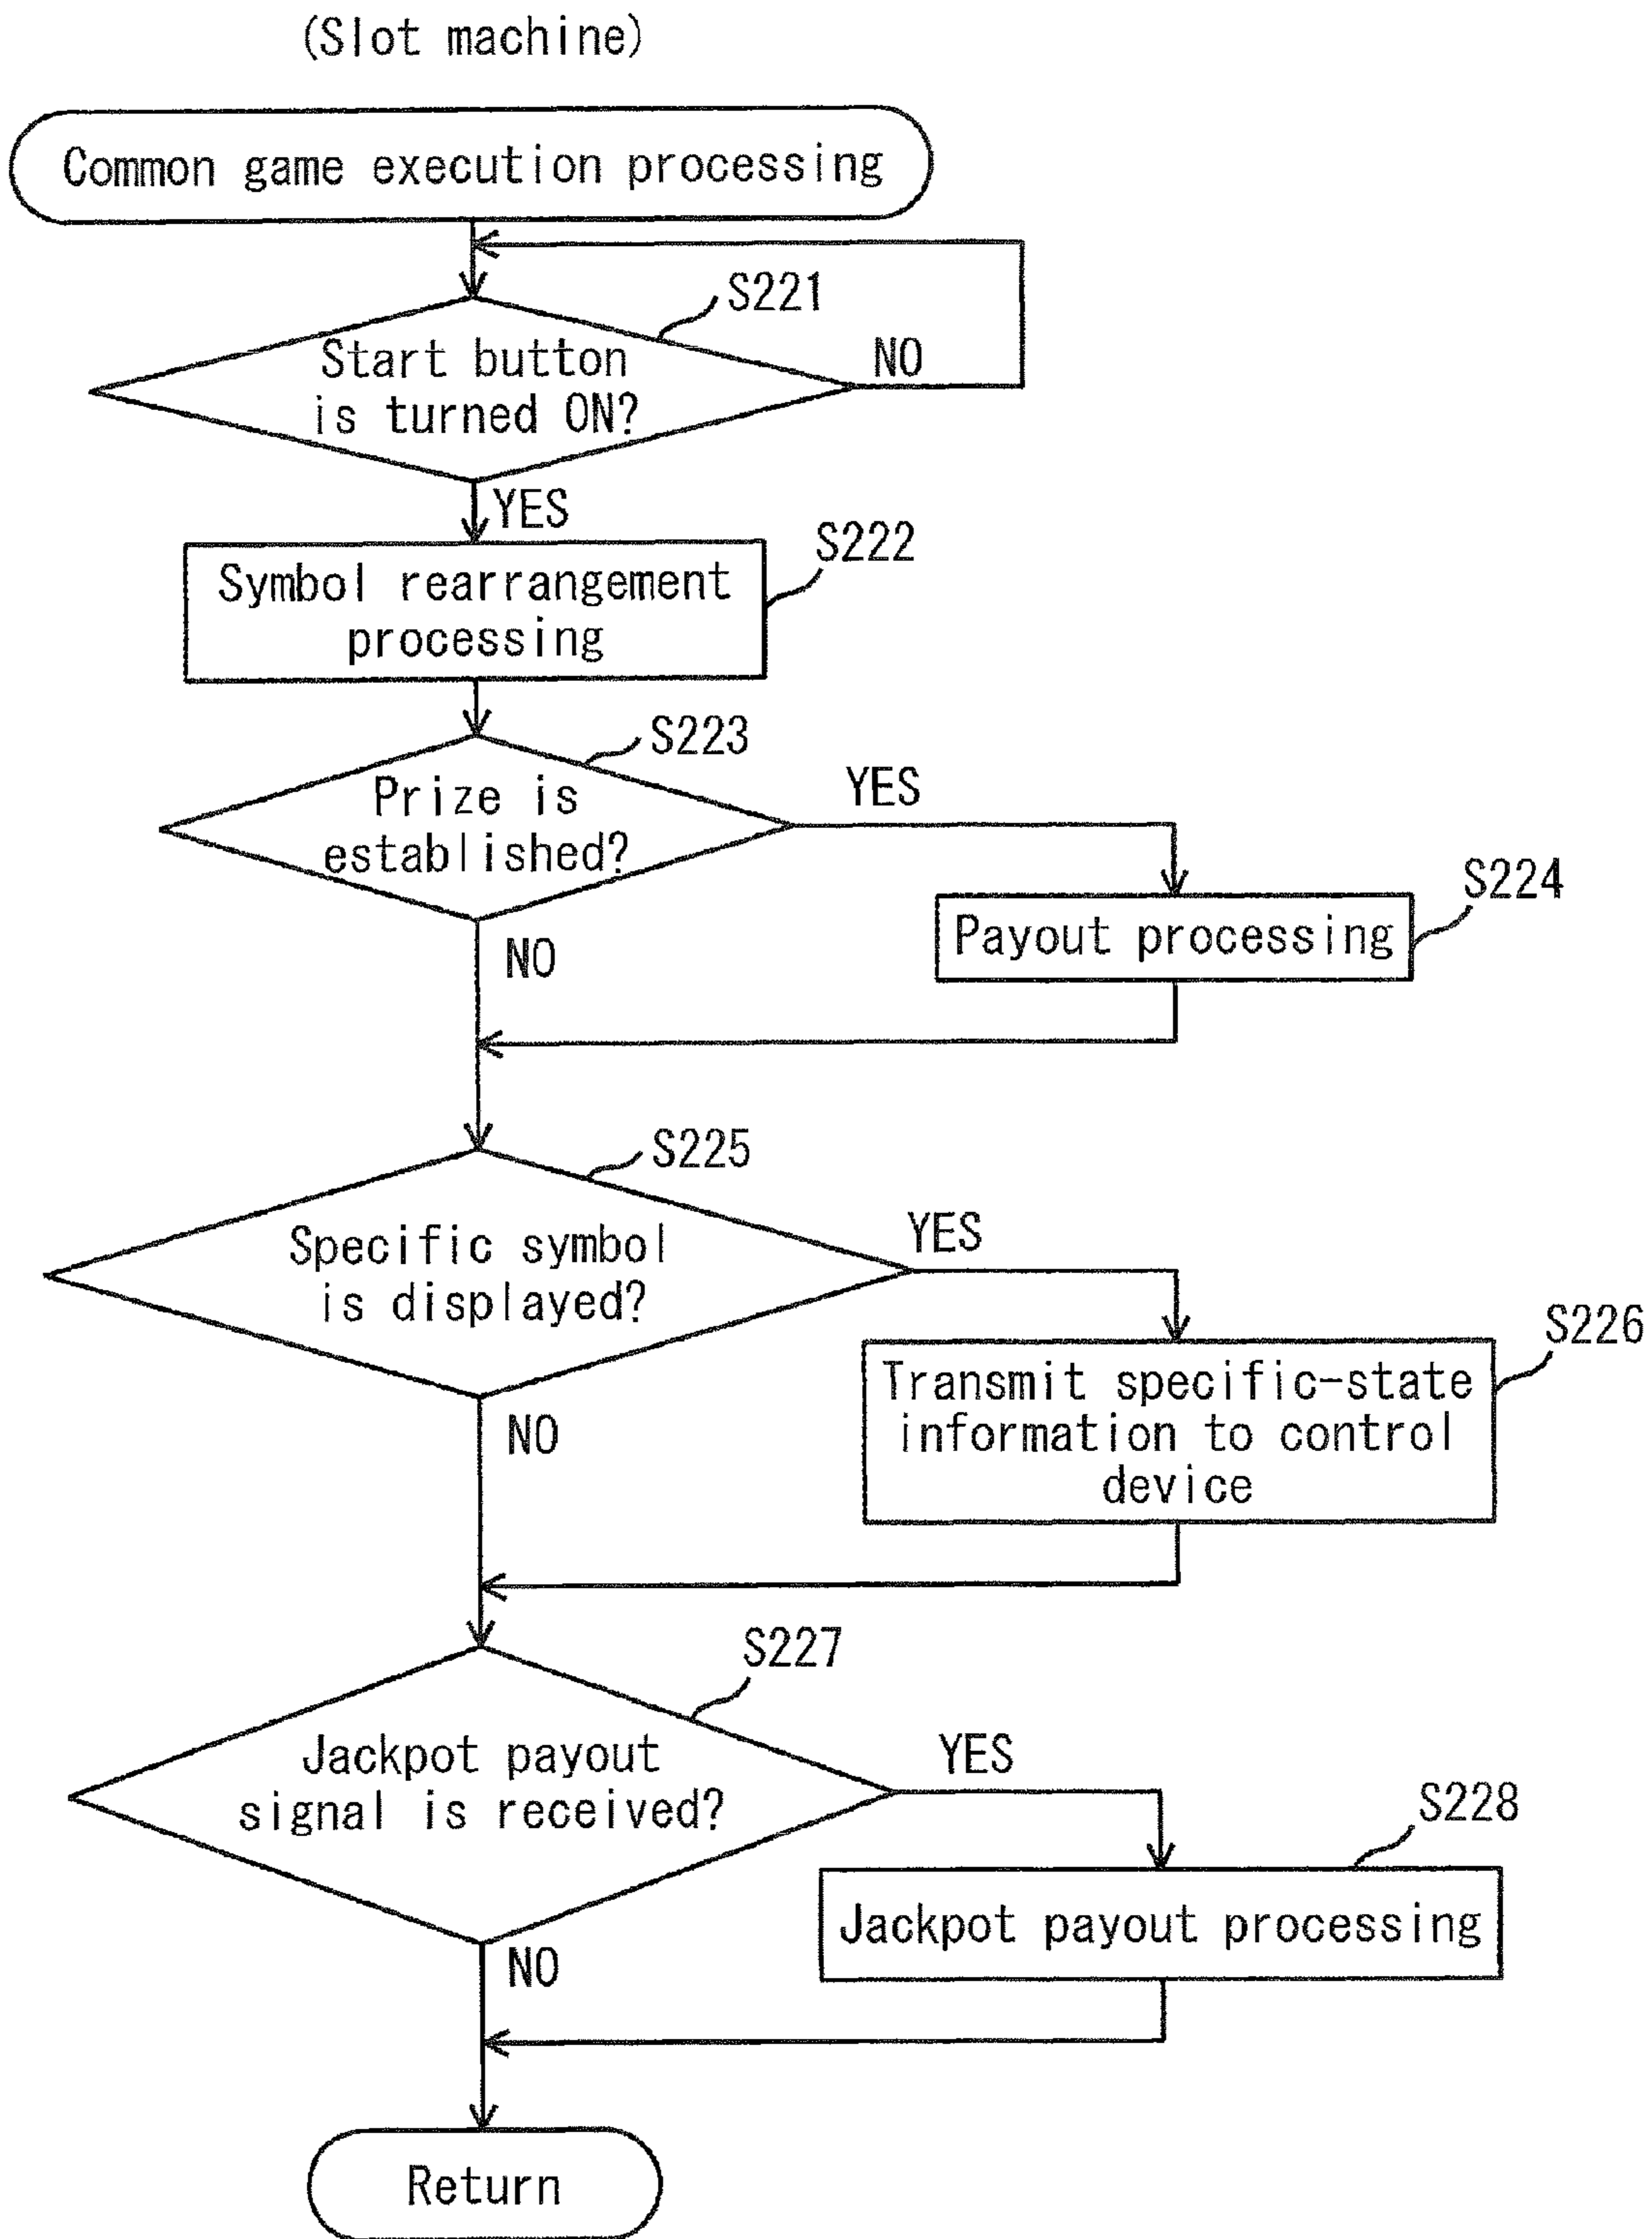 (Slot machine)
Common game execution processing
S221
Start button
is turned ON?
NO
YES
S222
Symbol rearrangement
processing
S223
Prize is
established?
YES
S224
Payout processing
NO
S225
Specific symbol
is displayed?
YES
S226
Transmit specific-state
information to control
device
NO
S227
Jackpot payout
signal is received?
YES
S228
Jackpot payout processing
NO
Return